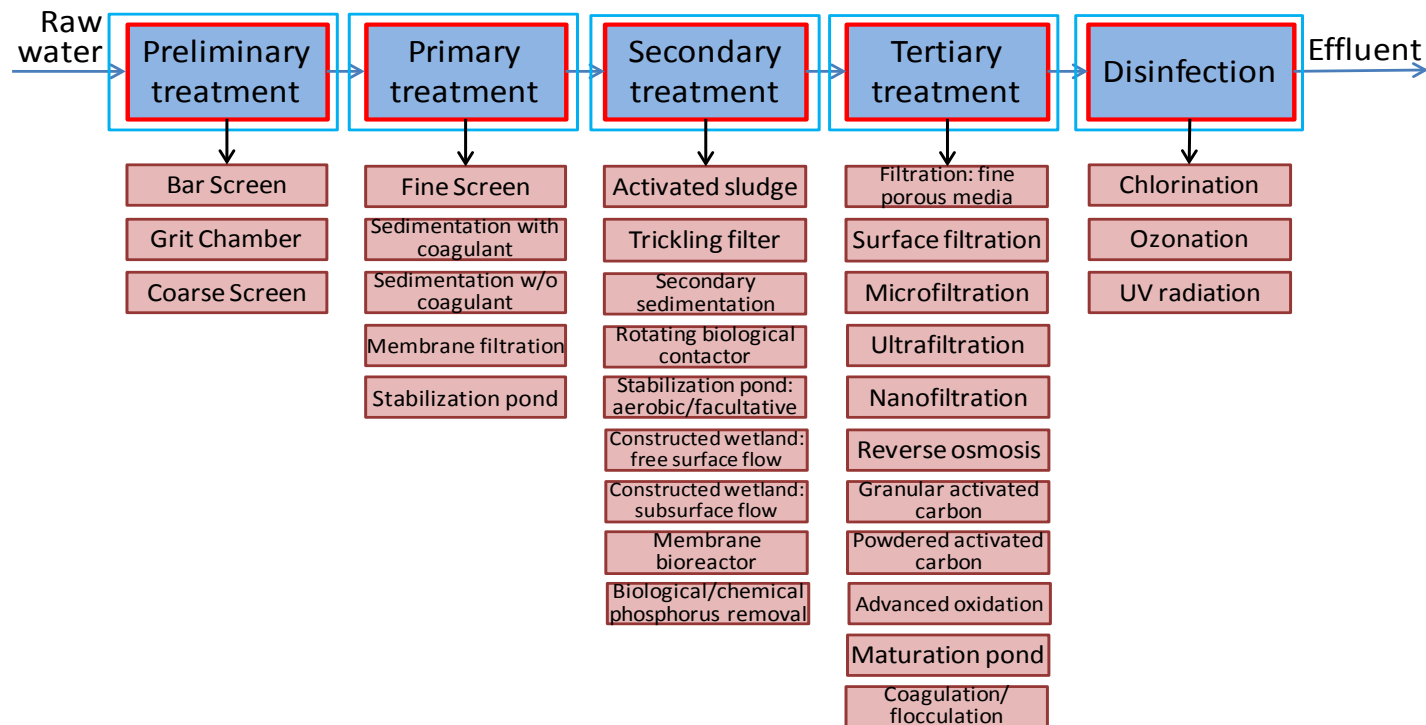 Raw
water
Preliminary
treatment
Primary
treatment
Secondary
treatment
Tertiary
treatment
Disinfection
Effluent
Bar Screen
Grit Chamber
Coarse Screen
Fine Screen
Sedimentation with
coagulant
Sedimentation w/o
coagulant
Membrane filtration
Stabilization pond
Activated sludge
Trickling filter
Secondary
sedimentation
Rotating biological
contactor
Stabilization pond:
aerobic/facultative
Constructed wetland:
free surface flow
Constructed wetland:
subsurface flow
Membrane
bioreactor
Biological/chemical
phosphorus removal
Filtration: fine
porous media
Surface filtration
Microfiltration
Ultrafiltration
Nanofiltration
Reverse osmosis
Granular activated
carbon
Powdered activated
carbon
Advanced oxidation
Maturation pond
Coagulation/
flocculation
Chlorination
Ozonation
UV radiation